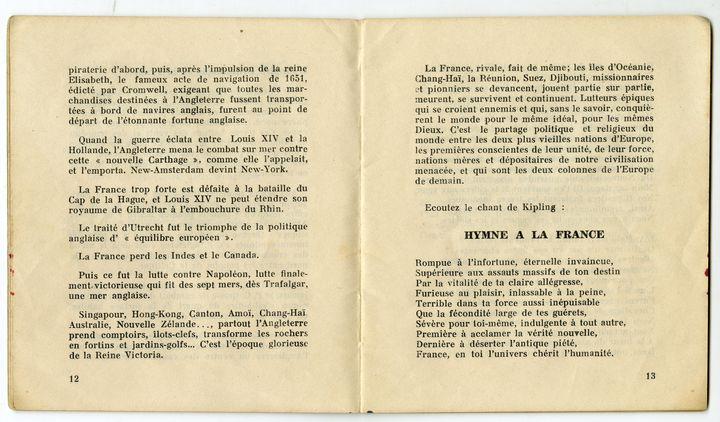 piraterie d'abord, puis, après l'impulsion de la reine
Elisabeth, le fameux acte de navigation de 1651,
édicté par Cromwell, exigeant que toutes les mar-
chandises destinées à l'Angleterre fussent transpor-
tées à bord de navires anglais, furent au point de
départ de l'étonnante fortune anglaise.
Quand la guerre éclata entre Louis XIV et la
Hollande, l'Angleterre mena le combat sur mer contre
cette « nouvelle Carthage », comme elle l'appelait,
et l'emporta. New-Amsterdam devint New-York.
La France trop forte est défaite à la bataille du
Cap de la Hague, et Louis XIV ne peut étendre son
royaume de Gibraltar à l'embouchure du Rhin.
Le traité d'Utrecht fut le triomphe de la politique
anglaise d' « équilibre européen ».
La France perd les Indes et le Canada.
Puis ce fut la lutte contre Napoléon, lutte finale-
ment victorieuse qui fit des sept mers, dès Trafalgar,
une mer anglaise.
Singapour, Hong-Kong, Canton, Amoï, Chang-Haï
Australie, Nouvelle Zélande..., partout l'Angleterre
prend comptoirs, îlots-clefs, transforme les rochers
en fortins et jardins-golfs... C'est l'époque glorieuse
de la Reine Victoria.
12
La France, rivale, fait de même; les îles d'Océanie,
Chang-Haï, la Réunion, Suez, Djibouti, missionnaires
et pionniers se devancent, jouent partie sur partie,
meurent, se survivent et continuent. Lutteurs épiques
qui se croient ennemis et qui, sans le savoir, conquiè-
rent le monde pour le même idéal, pour les mêmes
Dieux. C'est le partage politique et religieux du
monde entre les deux plus vieilles nations d'Europe,
les premières conscientes de leur unité, de leur force,
nations mères et dépositaires de notre civilisation
menacée, et qui sont les deux colonnes de l'Europe
de demain.
Ecoutez le chant de Kipling :
HYMNE A LA FRANCE
Rompue à l'infortune, éternelle invaincue,
Supérieure aux assauts massifs de ton destin
Par la vitalité de ta claire allégresse,
Furieuse au plaisir, inlassable à la peine,
Terrible dans ta force aussi inépuisable
Que la fécondité large de tes guérets,
Sévère pour toi-même, indulgente à tout autre,
Première à acclamer la vérité nouvelle,
Dernière à déserter l'antique piété,
France, en toi l'univers chérit l'humanité.
13